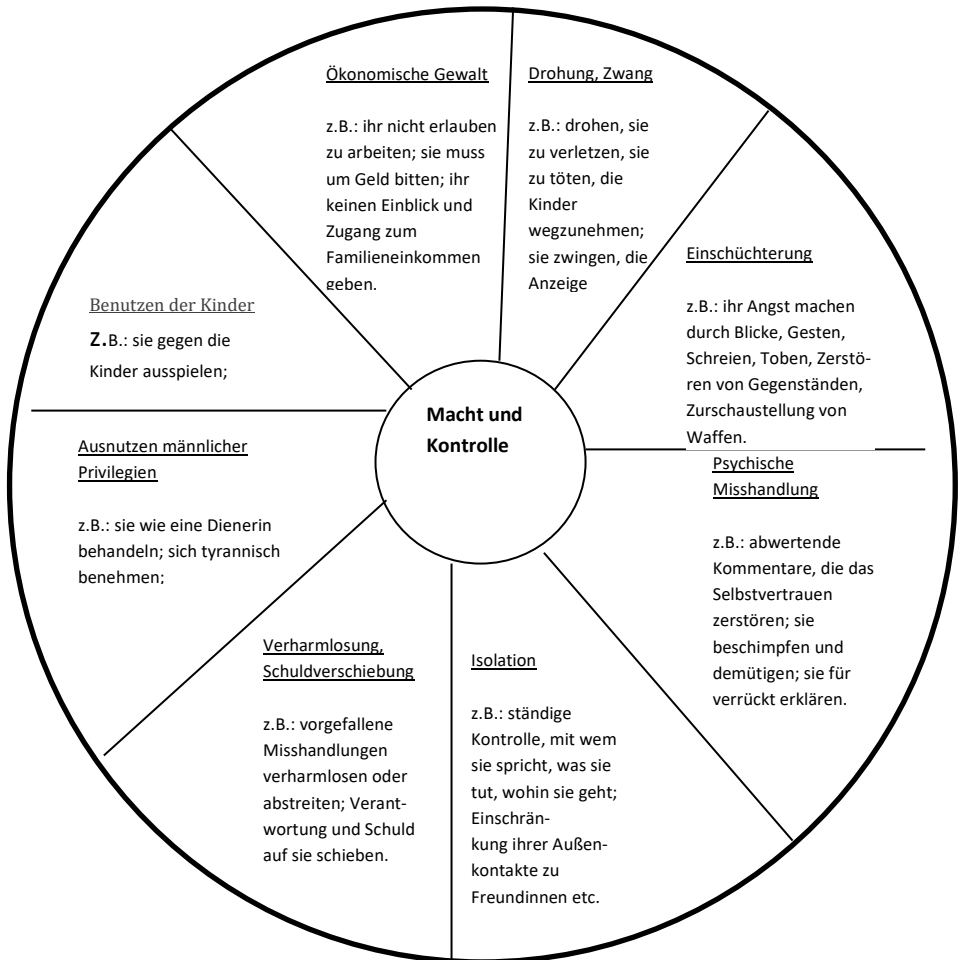 Ökonomische Gewalt
z.B.: ihr nicht erlauben
zu arbeiten; sie muss
um Geld bitten; ihr
keinen Einblick und
Zugang zum
Familieneinkommen
geben.
Drohung, Zwang
z.B.: drohen, sie
zu verletzen, sie
zu töten, die
Kinder
wegzunehmen;
sie zwingen, die
Anzeige
Einschüchterung
z.B.: ihr Angst machen
durch Blicke, Gesten,
Schreien, Toben, Zerstö-
ren von Gegenständen,
Zurschaustellung von
Waffen.
Psychische
Misshandlung
z.B.: abwertende
Kommentare, die das
Selbstvertrauen
zerstören; sie
beschimpfen und
demütigen; sie für
verrückt erklären.
Isolation
z.B.: ständige
Kontrolle, mit wem
sie spricht, was sie
tut, wohin sie geht;
Einschrän-
kung ihrer Außen-
kontakte zu
Freundinnen etc.
Verharmlosung,
Schuldverschiebung
z.B.: vorgefallene
Misshandlungen
verharmlosen oder
abstreiten; Verant-
wortung und Schuld
auf sie schieben.
Ausnutzen männlicher
Privilegien
z.B.: sie wie eine Dienerin
behandeln; sich tyrannisch
benehmen;
Benutzen der Kinder
Z.B.: sie gegen die
Kinder ausspielen;
Macht und
Kontrolle